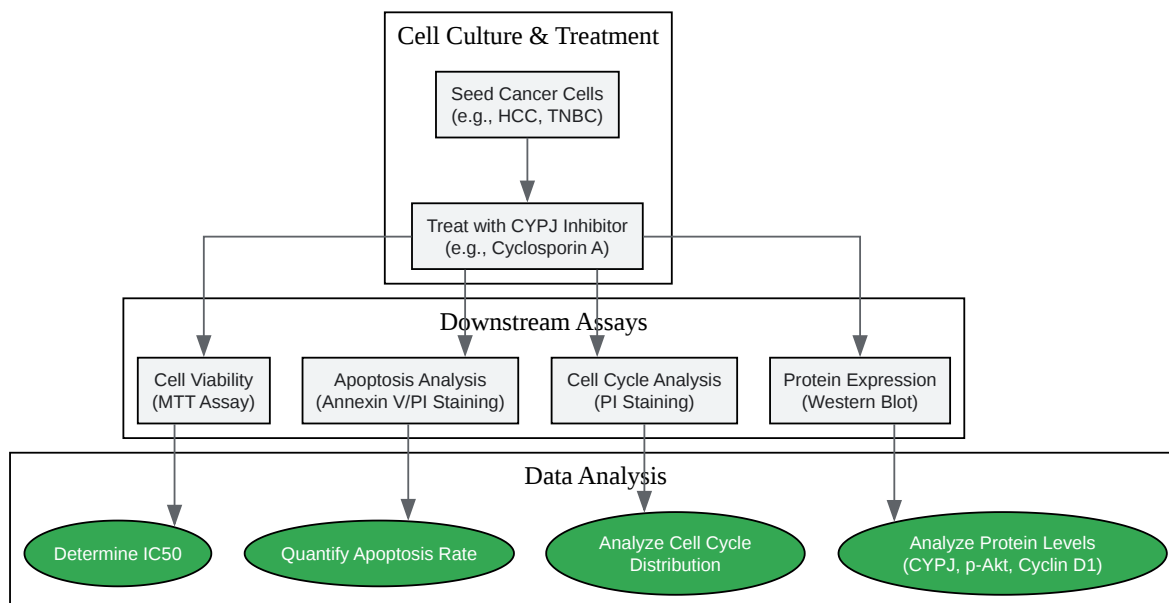 Cell Culture & Treatment
Seed Cancer Cells
(e.g., HCC, TNBC)
Treat with CYPJ Inhibitor
(e.g., Cyclosporin A)
Downstream Assays
Cell Viability
(MTT Assay)
Apoptosis Analysis
(Annexin V/PI Staining)
Cell Cycle Analysis
(PI Staining)
Protein Expression
(Western Blot)
Data Analysis
Determine IC50
Quantify Apoptosis Rate
Analyze Cell Cycle
Distribution
Analyze Protein Levels
(CYPJ, p-Akt, Cyclin D1)